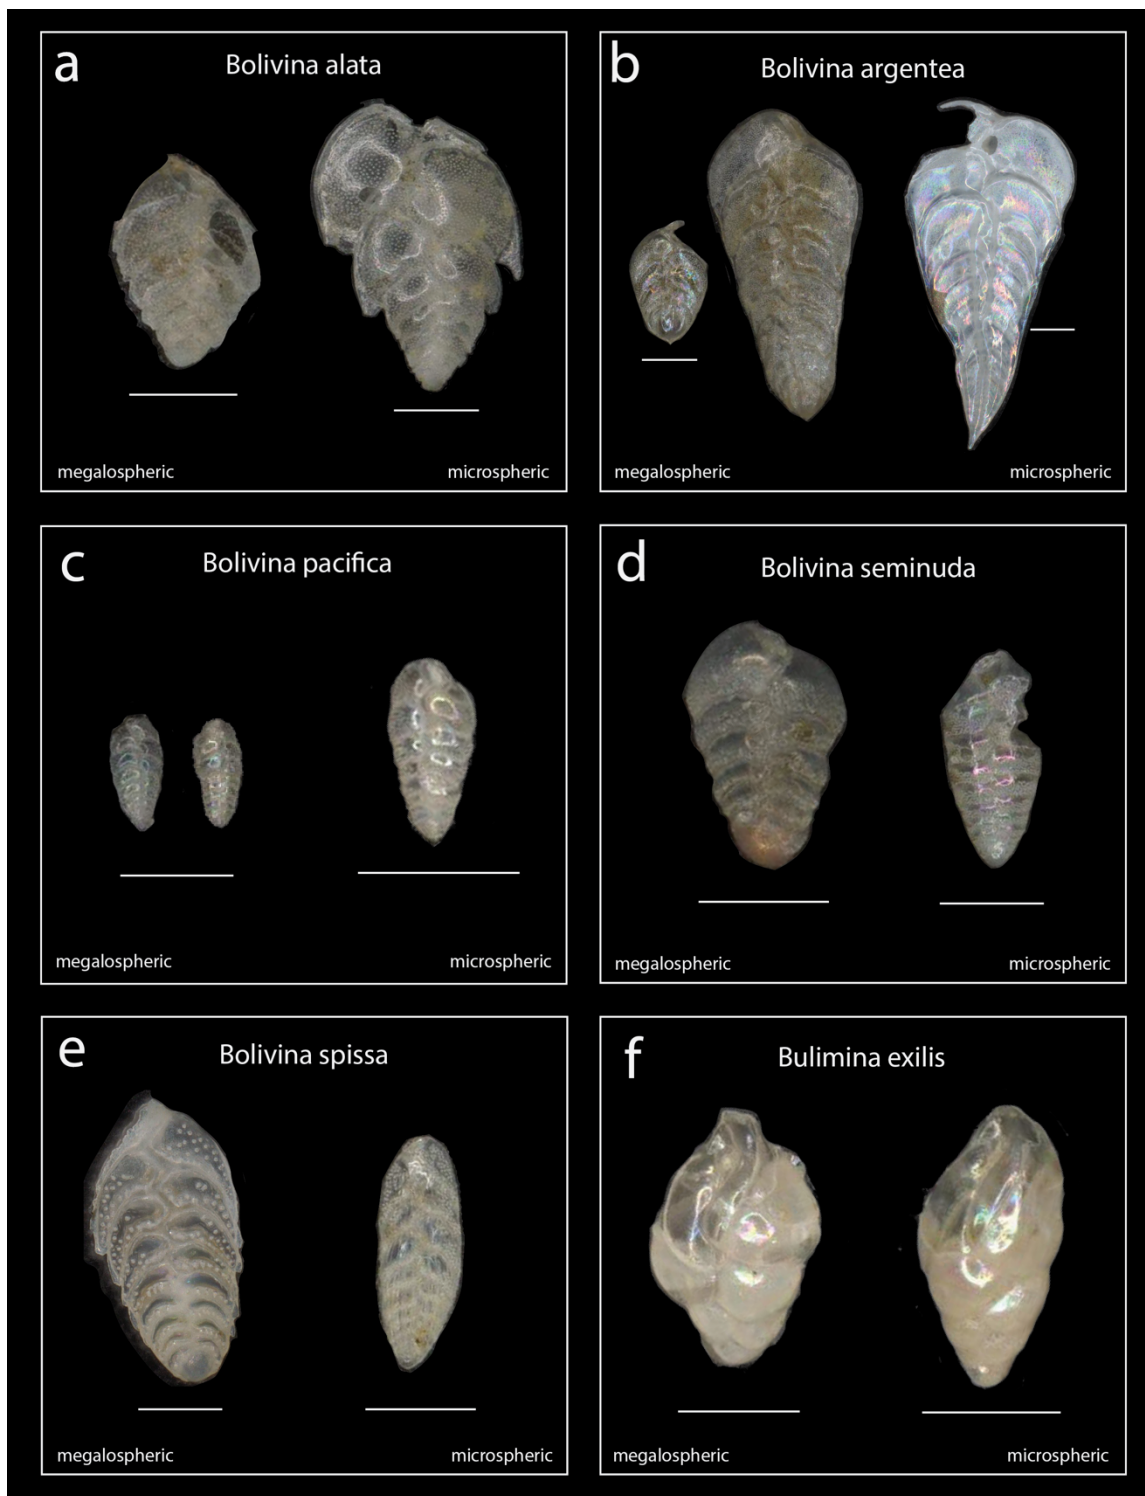 a
Bolivina alata
megalospheric
microspheric
b
Bolivina argentea
megalospheric
microspheric
c
Bolivina pacifica
megalospheric
microspheric
d
Bolivina seminuda
megalospheric
microspheric
e
Bolivina spissa
megalospheric
microspheric
f
Bulimina exilis
megalospheric
microspheric